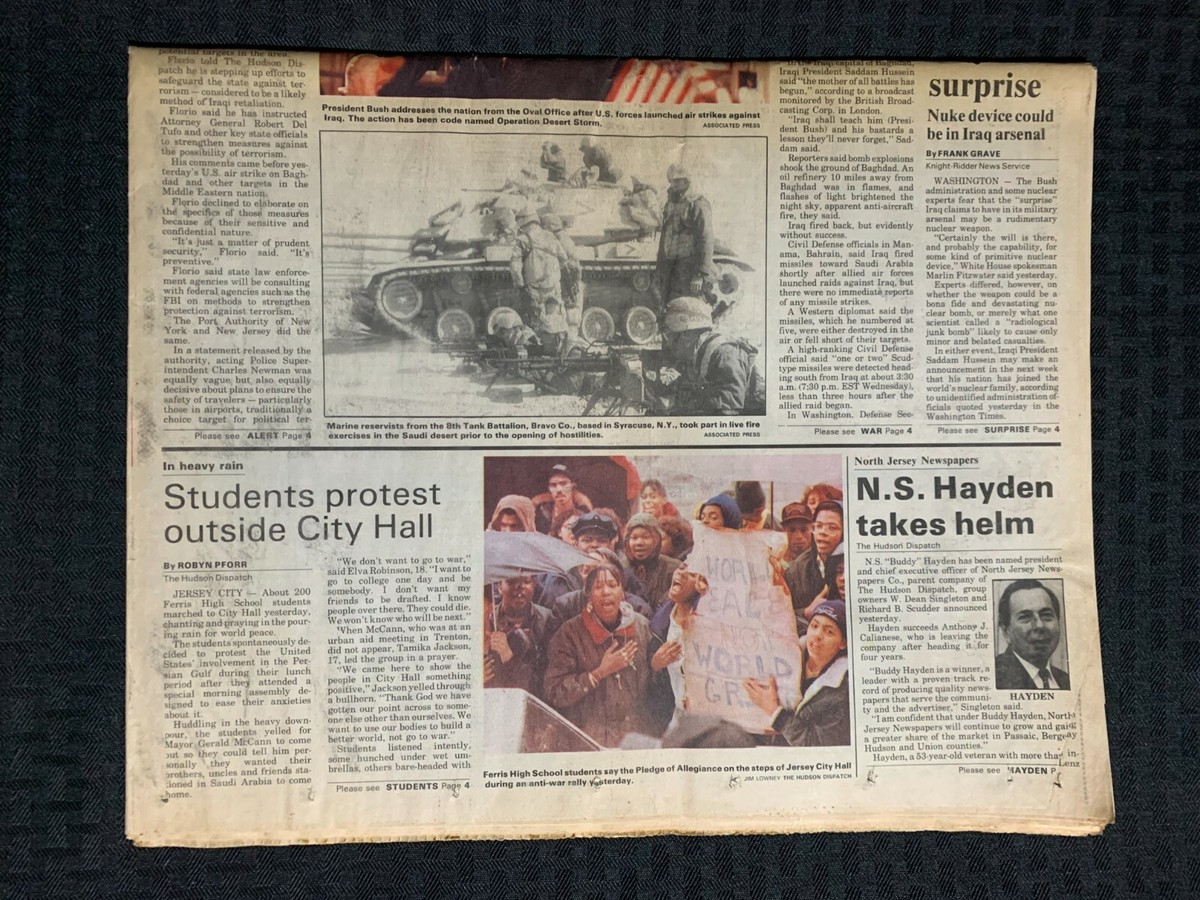 potential targets in the area.
Florio told The Hudson Dis-
patch he is stepping up efforts to
safeguard the state against ter-
rorism — considered to be a likely
method of Iraqi retaliation.
Florio said he has instructed
Attorney General Robert Del
Tufo and other key state officials
to strengthen measures against
the possibility of terrorism.
His comments came before yes-
terday's U.S. air strike on Bagh-
dad and other targets in the
Middle Eastern nation.
Florio declined to elaborate on
the specifics of those measures
because of their sensitive and
confidential nature.
"It's just a matter of prudent
security," Florio said. "It's
preventive."
Florio said state law enforce-
ment agencies will be consulting
with federal agencies such as the
FBI on methods to strengthen
protection against terrorism.
The Port Authority of New
York and New Jersey did the
same.
In a statement released by the
authority, acting Police Super-
intendent Charles Newman was
equally vague, but also equally
decisive about plans to ensure the
safety of travelers — particularly
those in airports, traditionally a
choice target for political ter-
Please see ALERT Page 4
President Bush addresses the nation from the Oval Office after U.S. forces launched air strikes against
Iraq. The action has been code named Operation Desert Storm.
ASSOCIATED PRESS
Marine reservists from the 8th Tank Battalion, Bravo Co., based in Syracuse, N.Y., took part in live fire
exercises in the Saudi desert prior to the opening of hostilities.
ASSOCIATED PRESS
In the Iraqi capital of Baghdad,
Iraqi President Saddam Hussein
said "the mother of all battles has
begun," according to a broadcast
monitored by the British Broad-
casting Corp. in London.
"Iraq shall teach him (Presi-
dent Bush) and his bastards a
lesson they'll never forget," Sad-
dam said.
Reporters said bomb explosions
shook the ground of Baghdad. An
oil refinery 10 miles away from
Baghdad was in flames, and
flashes of light brightened the
night sky, apparent anti-aircraft
fire, they said.
Iraq fired back, but evidently
without success.
Civil Defense officials in Man-
ama, Bahrain, said Iraq fired
missiles toward Saudi Arabia
shortly after allied air forces
launched raids against Iraq, but
there were no immediate reports
of any missile strikes.
A Western diplomat said the
missiles, which he numbered at
five, were either destroyed in the
air or fell short of their targets.
A high-ranking Civil Defense
official said "one or two" Scud-
type missiles were detected head-
ing south from Iraq at about 3:30
a.m. (7:30 p.m. EST Wednesday),
less than three hours after the
allied raid began.
In Washington, Defense Sec-
Please see WAR Page 4
surprise
Nuke device could
be in Iraq arsenal
By FRANK GRAVE
Knight-Ridder News Service
WASHINGTON — The Bush
administration and some nuclear
experts fear that the "surprise"
Iraq claims to have in its military
arsenal may be a rudimentary
nuclear weapon.
"Certainly the will is there,
and probably the capability, for
some kind of primitive nuclear
device," White House spokesman
Marlin Fitzwater said yesterday.
Experts differed, however, on
whether the weapon could be a
bona fide and devastating nu-
clear bomb, or merely what one
scientist called a "radiological
junk bomb" likely to cause only
minor and belated casualties.
In either event, Iraqi President
Saddam Hussein may make an
announcement in the next week
that his nation has joined the
world's nuclear family, according
to unidentified administration of-
ficials quoted yesterday in the
Washington Times.
Please see SURPRISE Page 4
In heavy rain
Students protest
outside City Hall
By ROBYN PFORR
The Hudson Dispatch
JERSEY CITY — About 200
Ferris High School students
marched to City Hall yesterday,
chanting and praying in the pour-
ing rain for world peace.
The students spontaneously de-
cided to protest the United
States' involvement in the Per-
sian Gulf during their lunch
period after they attended a
special morning assembly de-
signed to ease their anxieties
about it.
Huddling in the heavy down-
pour, the students yelled for
Mayor Gerald McCann to come
out so they could tell him per-
sonally they wanted their
brothers, uncles and friends sta-
tioned in Saudi Arabia to come
home.
"We don't want to go to war,"
said Elva Robinson, 18. "I want to
go to college one day and be
somebody. I don't want my
friends to be drafted. I know
people over there. They could die.
We won't know who will be next."
When McCann, who was at an
urban aid meeting in Trenton,
did not appear, Tamika Jackson,
17, led the group in a prayer.
"We came here to show the
people in City Hall something
positive," Jackson yelled through
a bullhorn. "Thank God we have
gotten our point across to some-
one else other than ourselves. We
want to use our bodies to build a
better world, not go to war."
Students listened intently,
some hunched under wet um-
brellas, others bare-headed with
Please see STUDENTS Page 4
WORLD
WORLD
Ferris High School students say the Pledge of Allegiance on the steps of Jersey City Hall
during an anti-war rally yesterday.
JIM LOWNEY THE HUDSON DISPATCH
North Jersey Newspapers
N.S. Hayden
takes helm
The Hudson Dispatch
N.S. "Buddy" Hayden has been named president
and chief executive officer of North Jersey News-
papers Co., parent company of
The Hudson Dispatch, group
owners W. Dean Singleton and
Richard B. Scudder announced
yesterday.
Hayden succeeds Anthony J.
Calianese, who is leaving the
company after heading it for
four years.
"Buddy Hayden is a winner, a
leader with a proven track re-
cord of producing quality news-
papers that serve the communi-
ty and the advertiser," Singleton said.
HAYDEN
"I am confident that under Buddy Hayden, North
Jersey Newspapers will continue to grow and gain
a greater share of the market in Passaic, Bergen,
Hudson and Union counties."
Hayden, a 53-year-old veteran with more than
Please see HAYDEN P